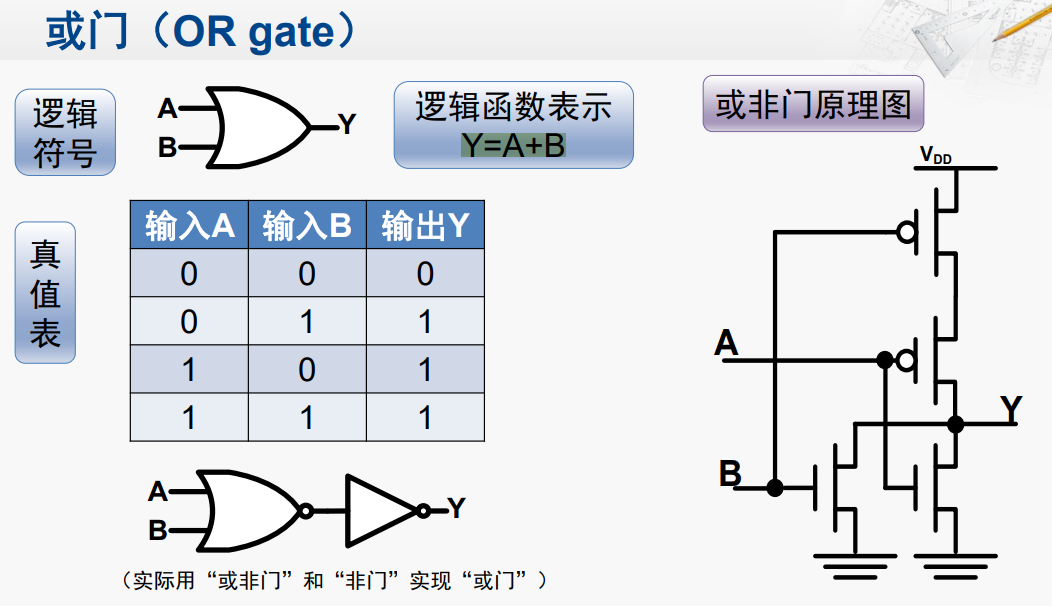 或门（OR gate）
逻辑
符号
A
B
Y
逻辑函数表示
Y=A+B
或非门原理图
真
值
表
输入A 输入B 输出Y
0 0 0
0 1 1
1 0 1
1 1 1
A
B
Y
（实际用“或非门”和“非门”实现“或门”）
VDD
A
Y
B